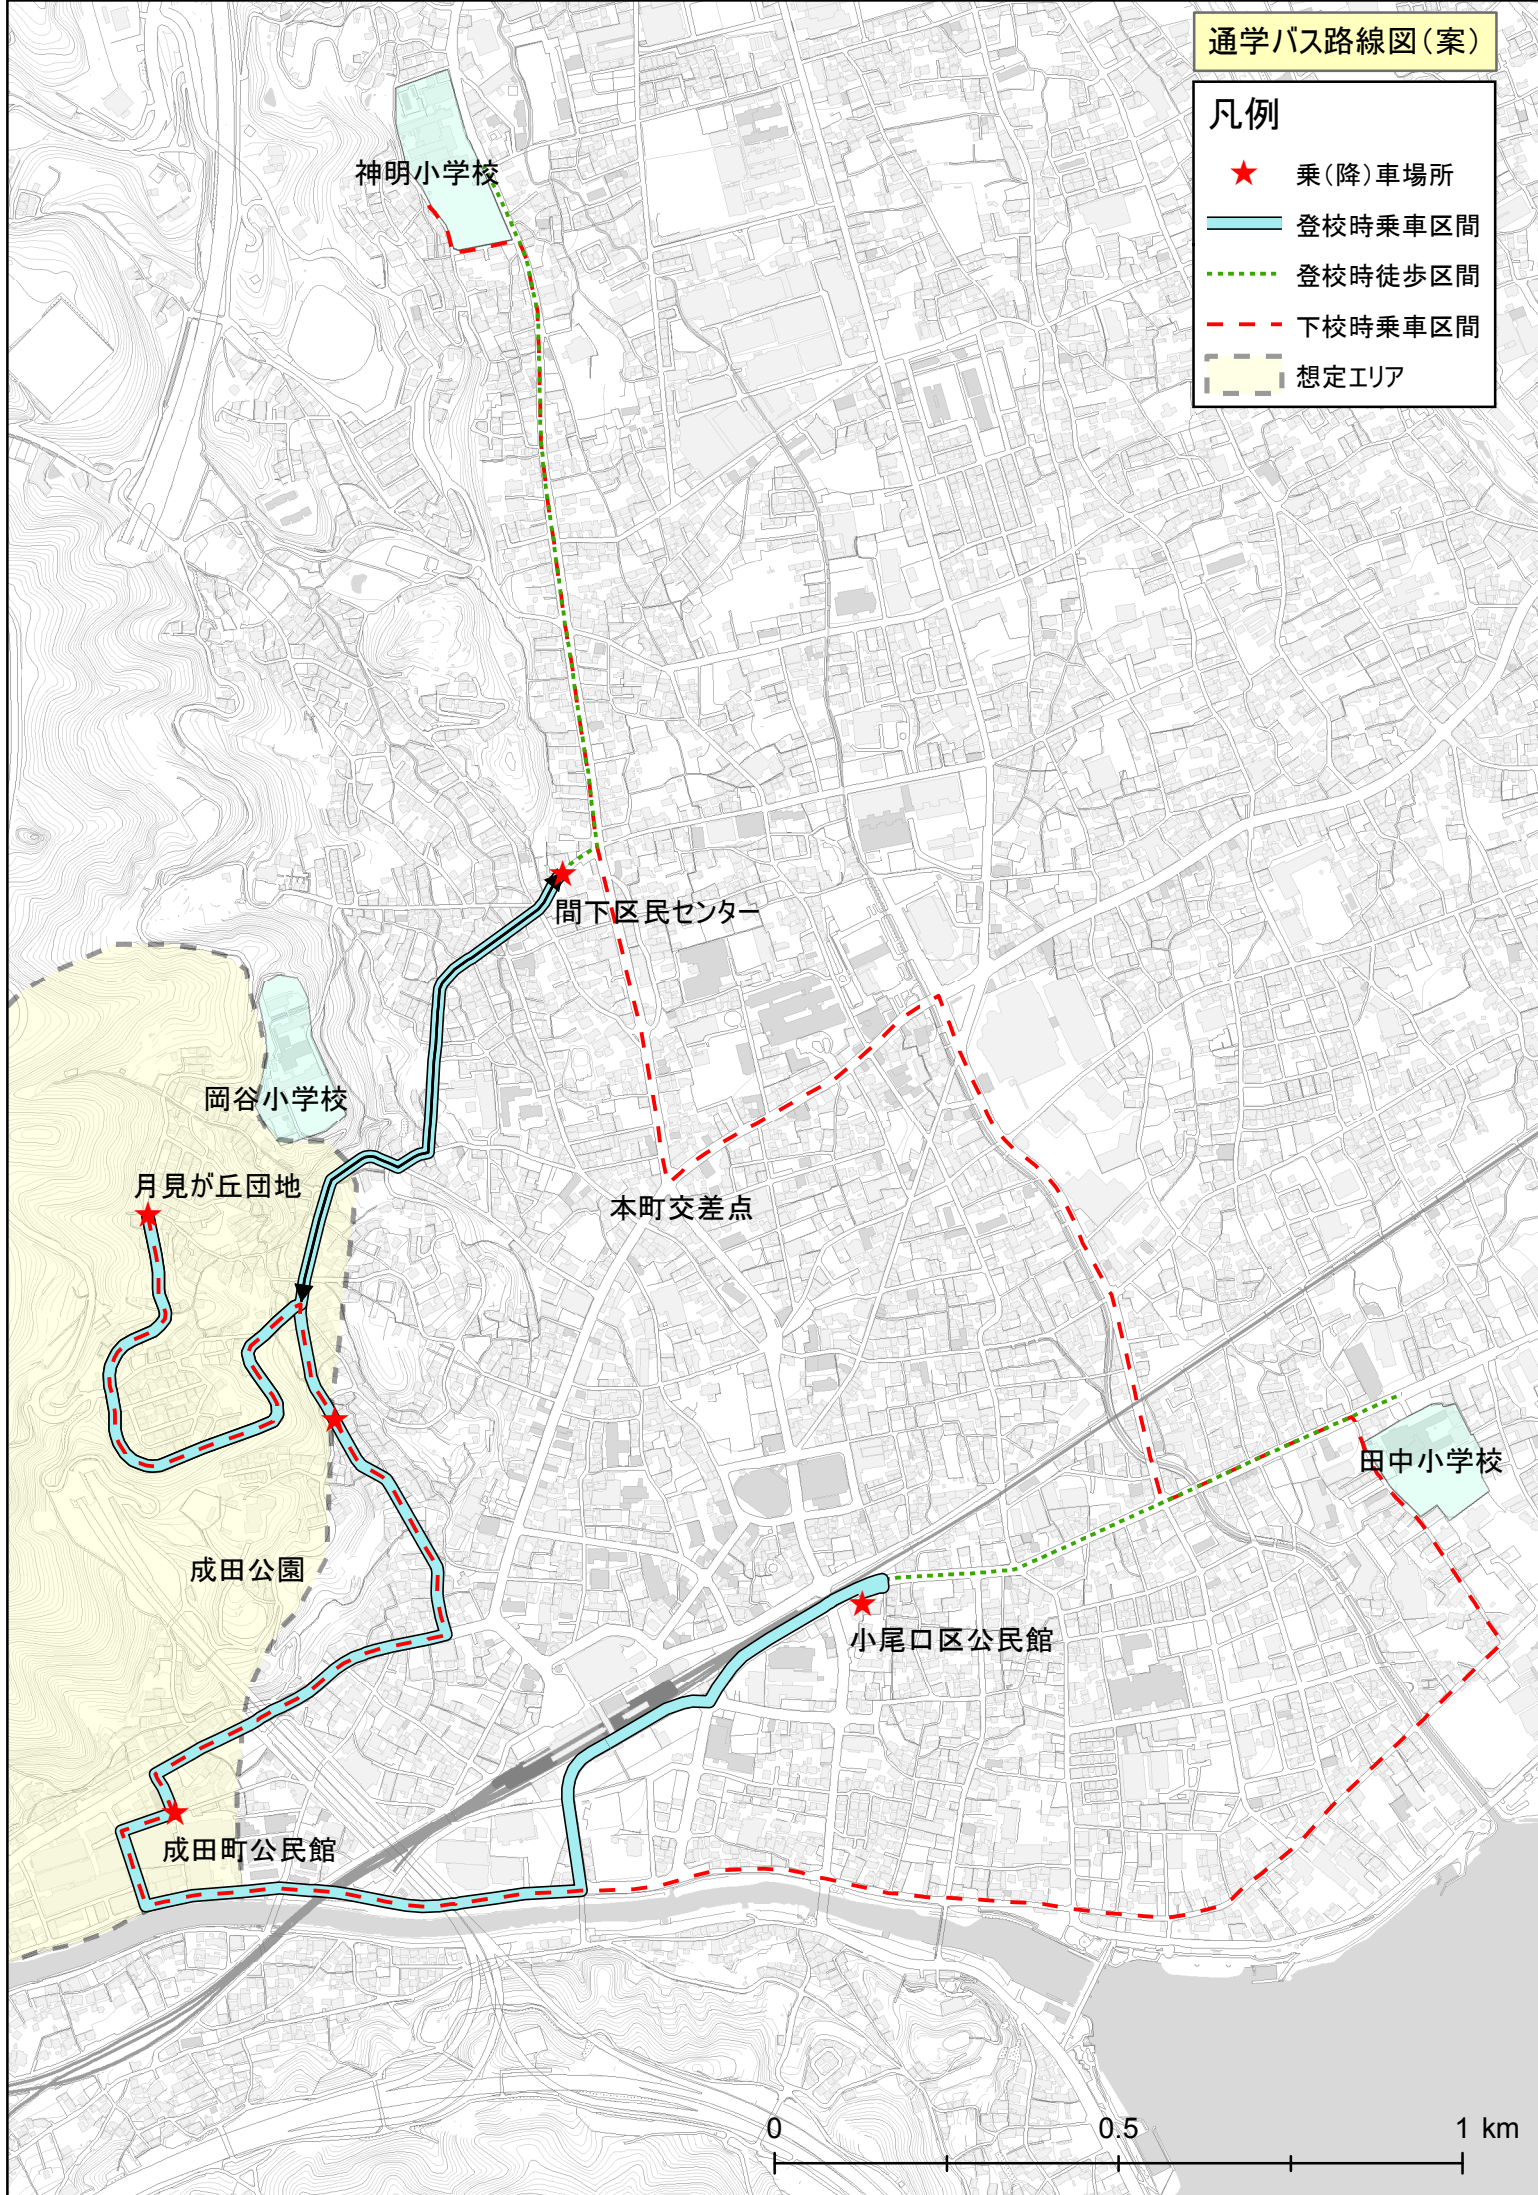 通学バス路線図(案)
凡例
乗(降)車場所
登校時乗車区間
登校時徒歩区間
下校時乗車区間
想定エリア
神明小学校
間下区民センター
岡谷小学校
月見が丘団地
本町交差点
田中小学校
成田公園
小尾口区公民館
成田町公民館
0 0.5 1 km